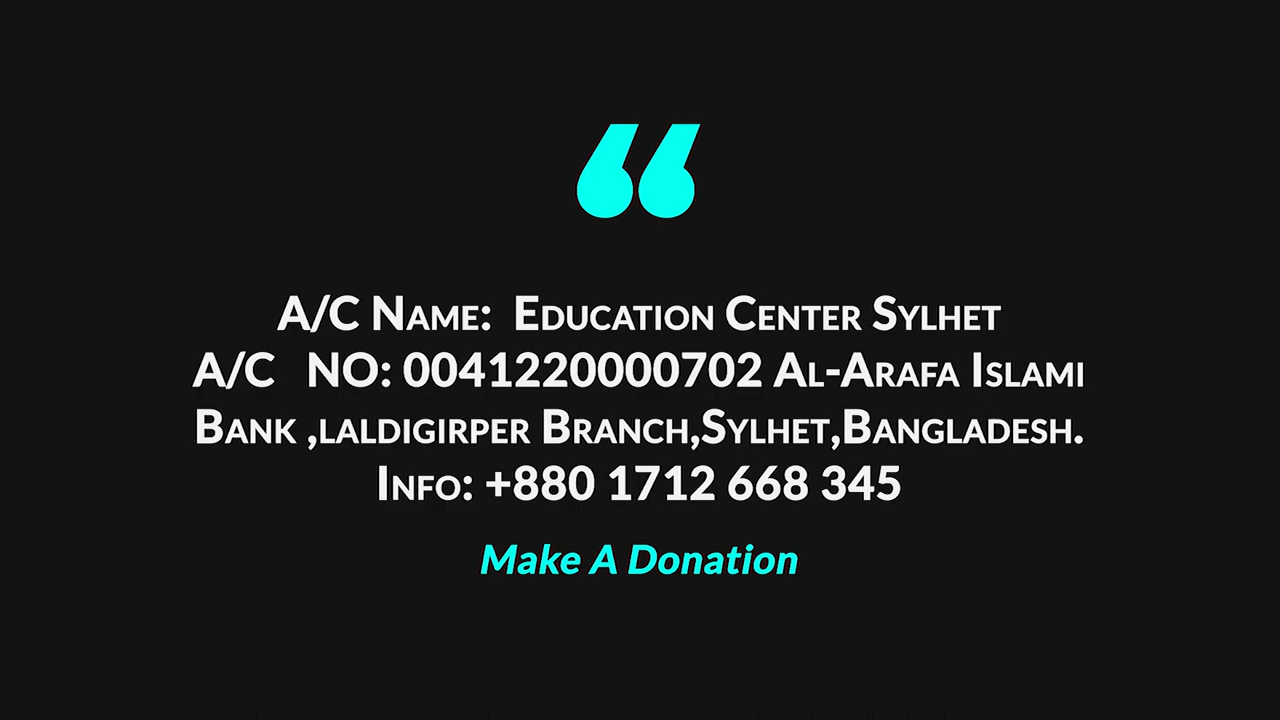 “
A/C Name:  Education Center Sylhet
A/C   NO: 0041220000702 Al-Arafa Islami
Bank ,laldigirper Branch,Sylhet,Bangladesh.
Info: +880 1712 668 345
Make A Donation